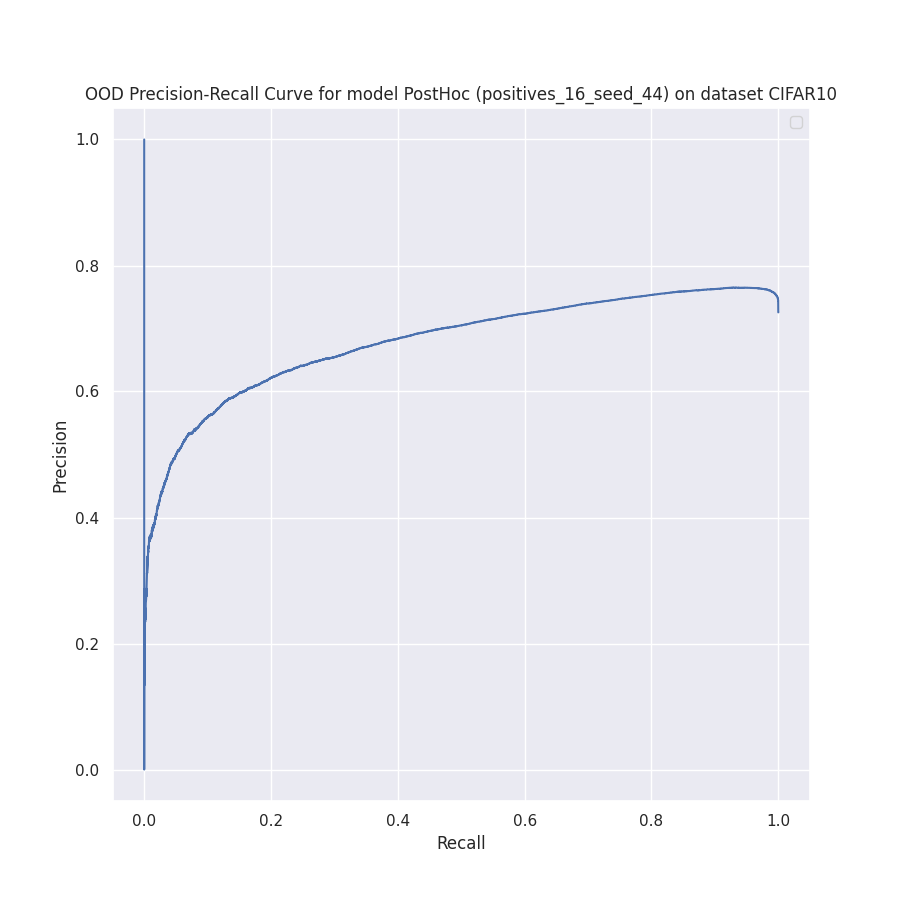 OOD Precision-Recall Curve for model PostHoc (positives_16_seed_44) on dataset CIFAR10
1.0
0.8
0.6
0.4
0.2
0.0
Precision
0.0 0.2 0.4 0.6 0.8 1.0
Recall